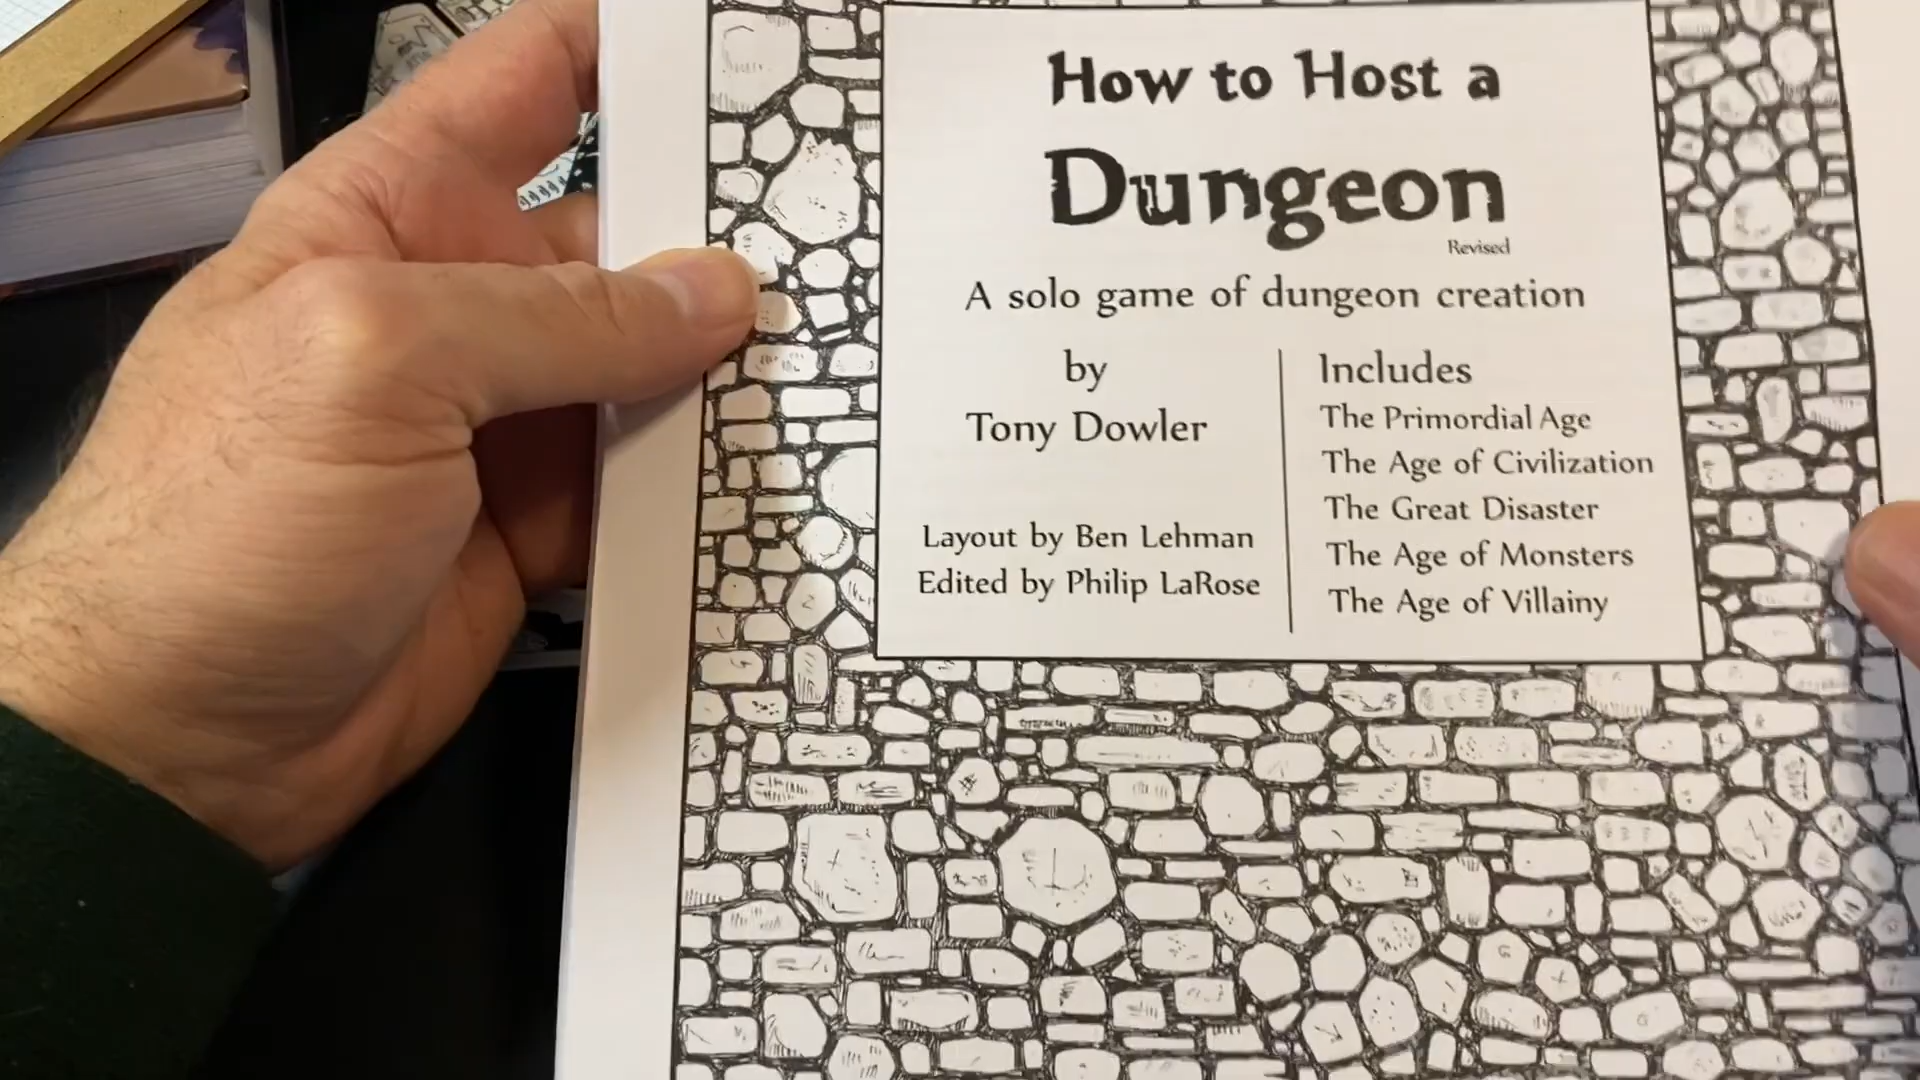 How to Host a
Dungeon
Revised
A solo game of dungeon creation
by
Tony Dowler
Layout by Ben Lehman
Edited by Philip LaRose
Includes
The Primordial Age
The Age of Civilization
The Great Disaster
The Age of Monsters
The Age of Villainy